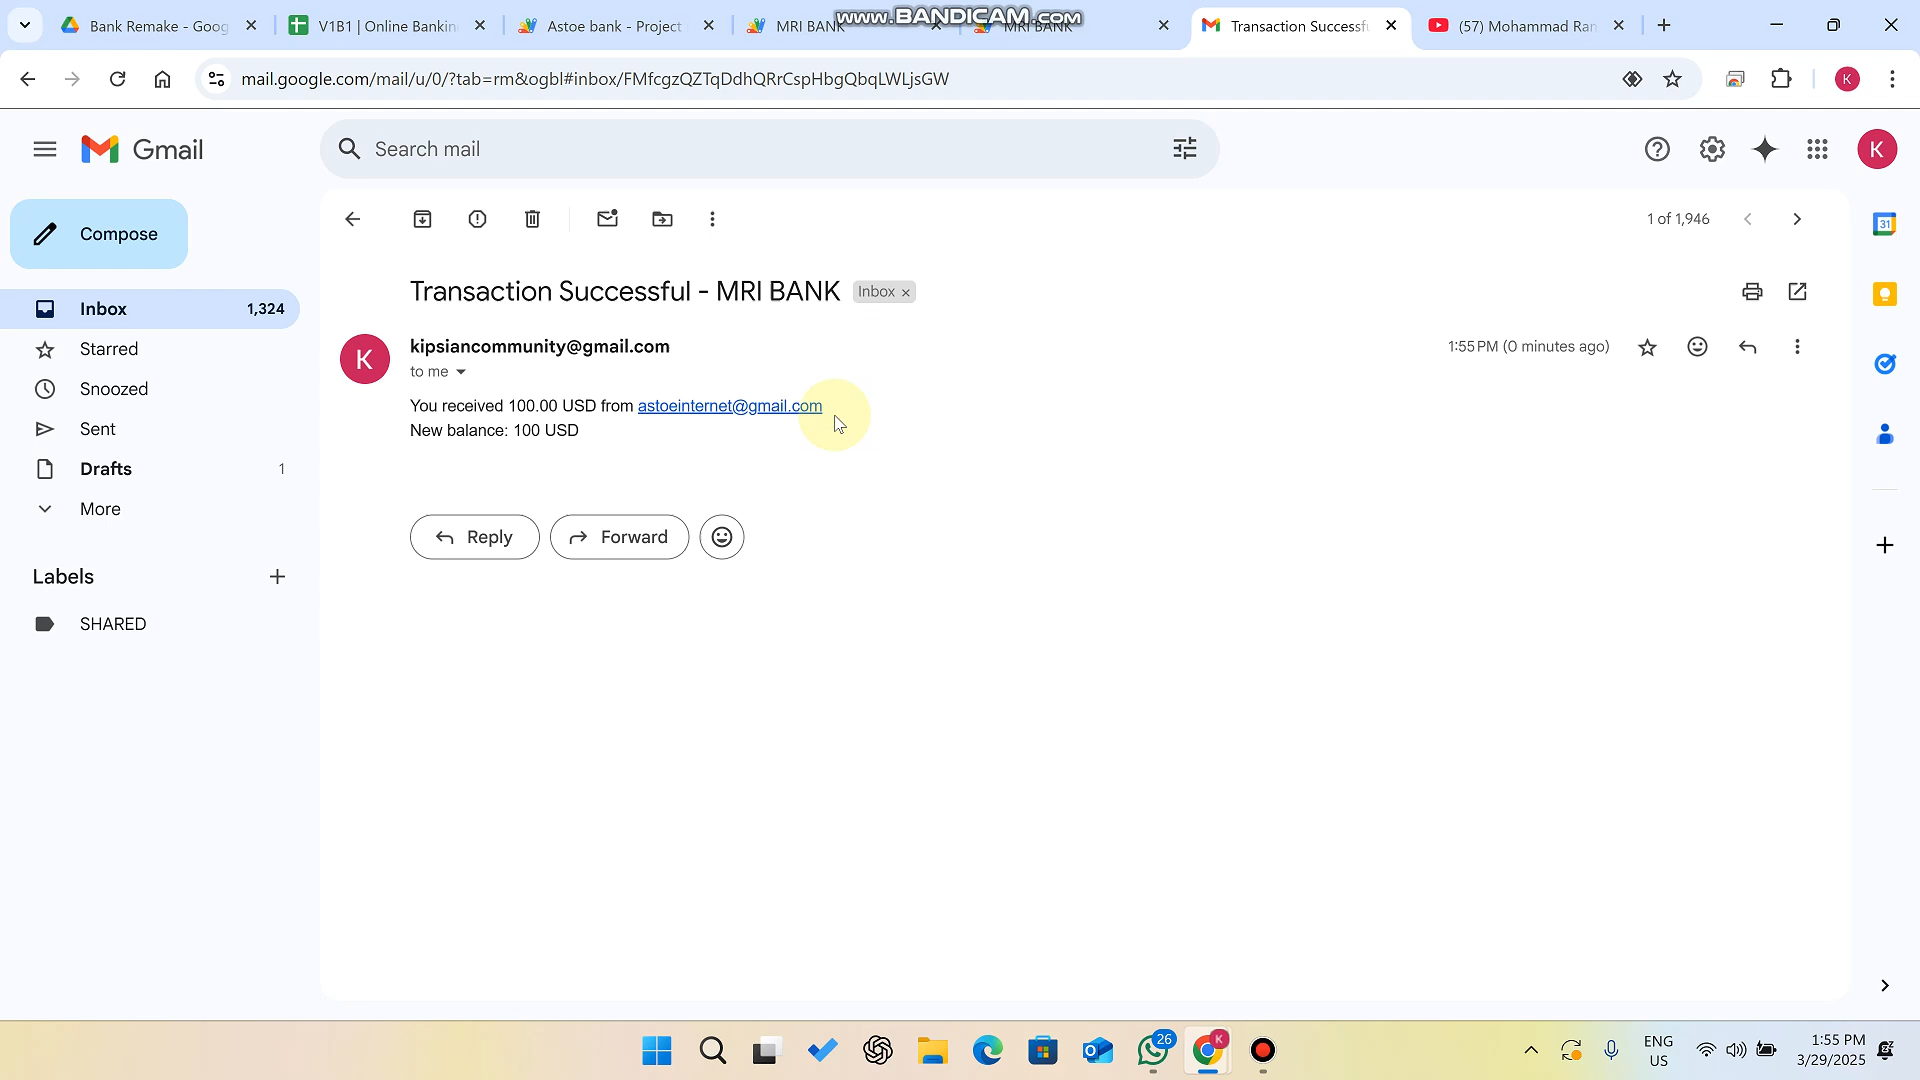 www.BANDICAM.com
Bank Remake - Goog
V1B1 | Online Bankin
Astoe bank - Project
MRI BANK
MRI BANK
Transaction Successf
(57) Mohammad Ran
mail.google.com/mail/u/0/?tab=rm&ogbl#inbox/FMfcgzQZTqDdhQRrCspHbgQbqLWLjsGW
K
Gmail
Search mail
K
Compose
1 of 1,946
31
Inbox 1,324
Starred
Snoozed
Sent
Drafts 1
More
Labels
SHARED
Transaction Successful - MRI BANK Inbox ×
K
kipsiancommunity@gmail.com
1:55 PM (0 minutes ago)
to me
You received 100.00 USD from astoeinternet@gmail.com
New balance: 100 USD
Reply
Forward
26
K
ENG
US
1:55 PM
3/29/2025